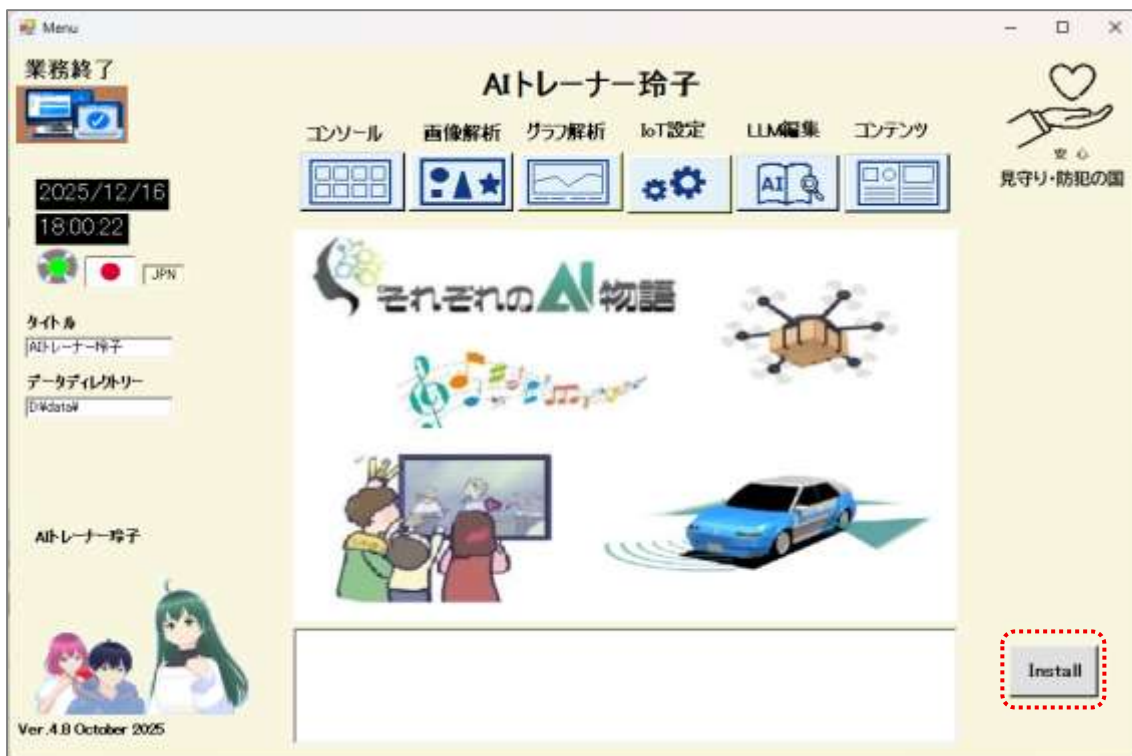 Menu
業務終了
AIトレーナー玲子
コンソール 画像解析 グラフ解析 IoT設定 LLM編集 コンテンツ
AI
安心
見守り・防犯の国
2025/12/16
18:00:22
JPN
タイトル
AIトレーナー玲子
データディレクトリー
D¥data¥
それぞれのAI物語
AIトレーナー玲子
Install
Ver.4.8 October 2025